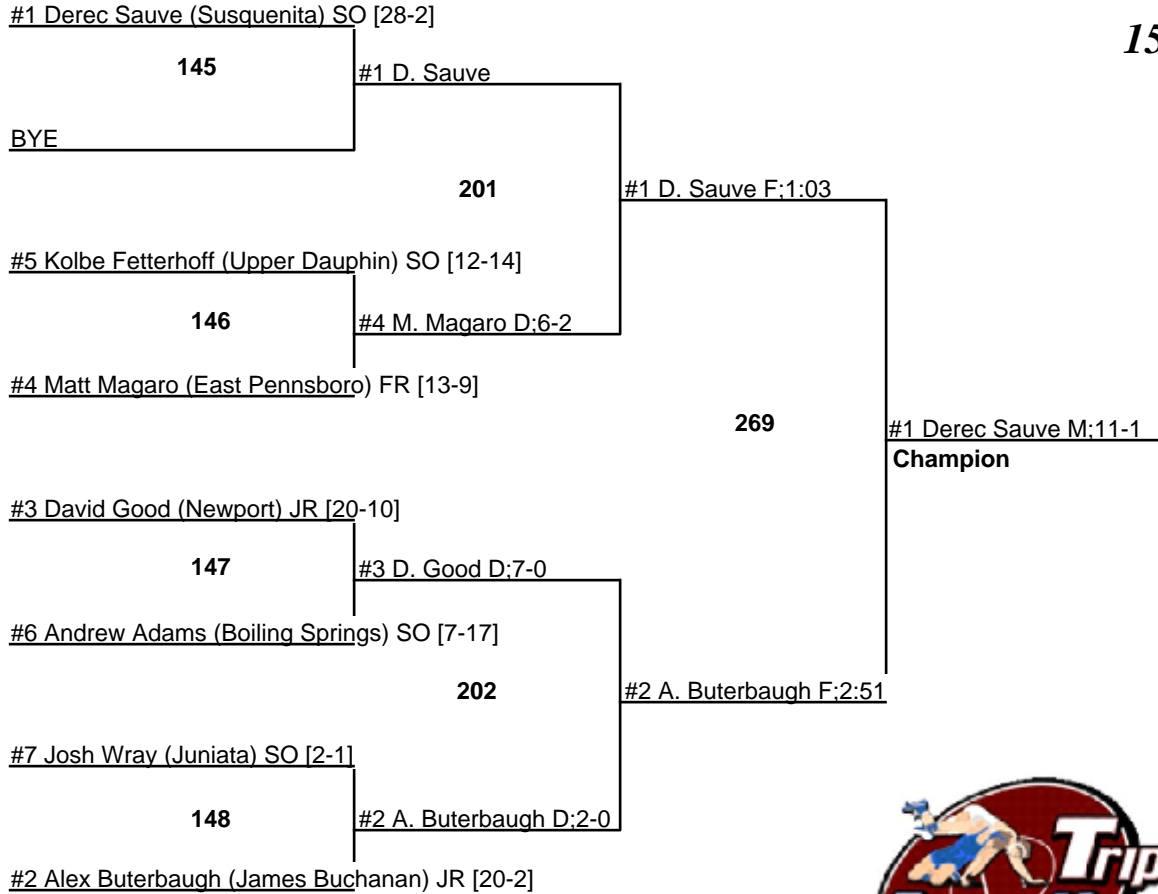 #1 Derec Sauve (Susquenita) SO [28-2]
15
145
#1 D. Sauve
BYE
201
#1 D. Sauve F;1:03
#5 Kolbe Fetterhoff (Upper Dauphin) SO [12-14]
146
#4 M. Magaro D;6-2
#4 Matt Magaro (East Pennsboro) FR [13-9]
269
#1 Derec Sauve M;11-1
Champion
#3 David Good (Newport) JR [20-10]
147
#3 D. Good D;7-0
#6 Andrew Adams (Boiling Springs) SO [7-17]
202
#2 A. Buterbaugh F;2:51
#7 Josh Wray (Juniata) SO [2-1]
148
#2 A. Buterbaugh D;2-0
#2 Alex Buterbaugh (James Buchanan) JR [20-2]
Trip